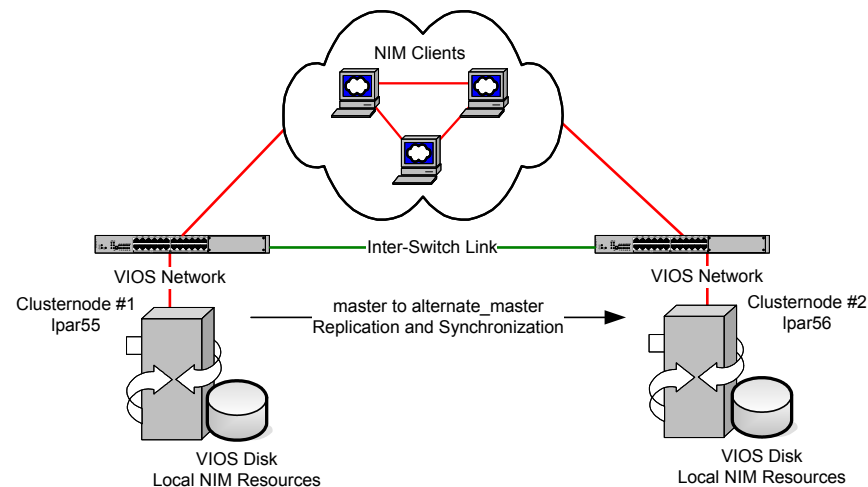 NIM Clients
Inter-Switch Link
VIOS Network
VIOS Network
Clusternode #1
lpar55
master to alternate_master
Replication and Synchronization
Clusternode #2
lpar56
VIOS Disk
Local NIM Resources
VIOS Disk
Local NIM Resources